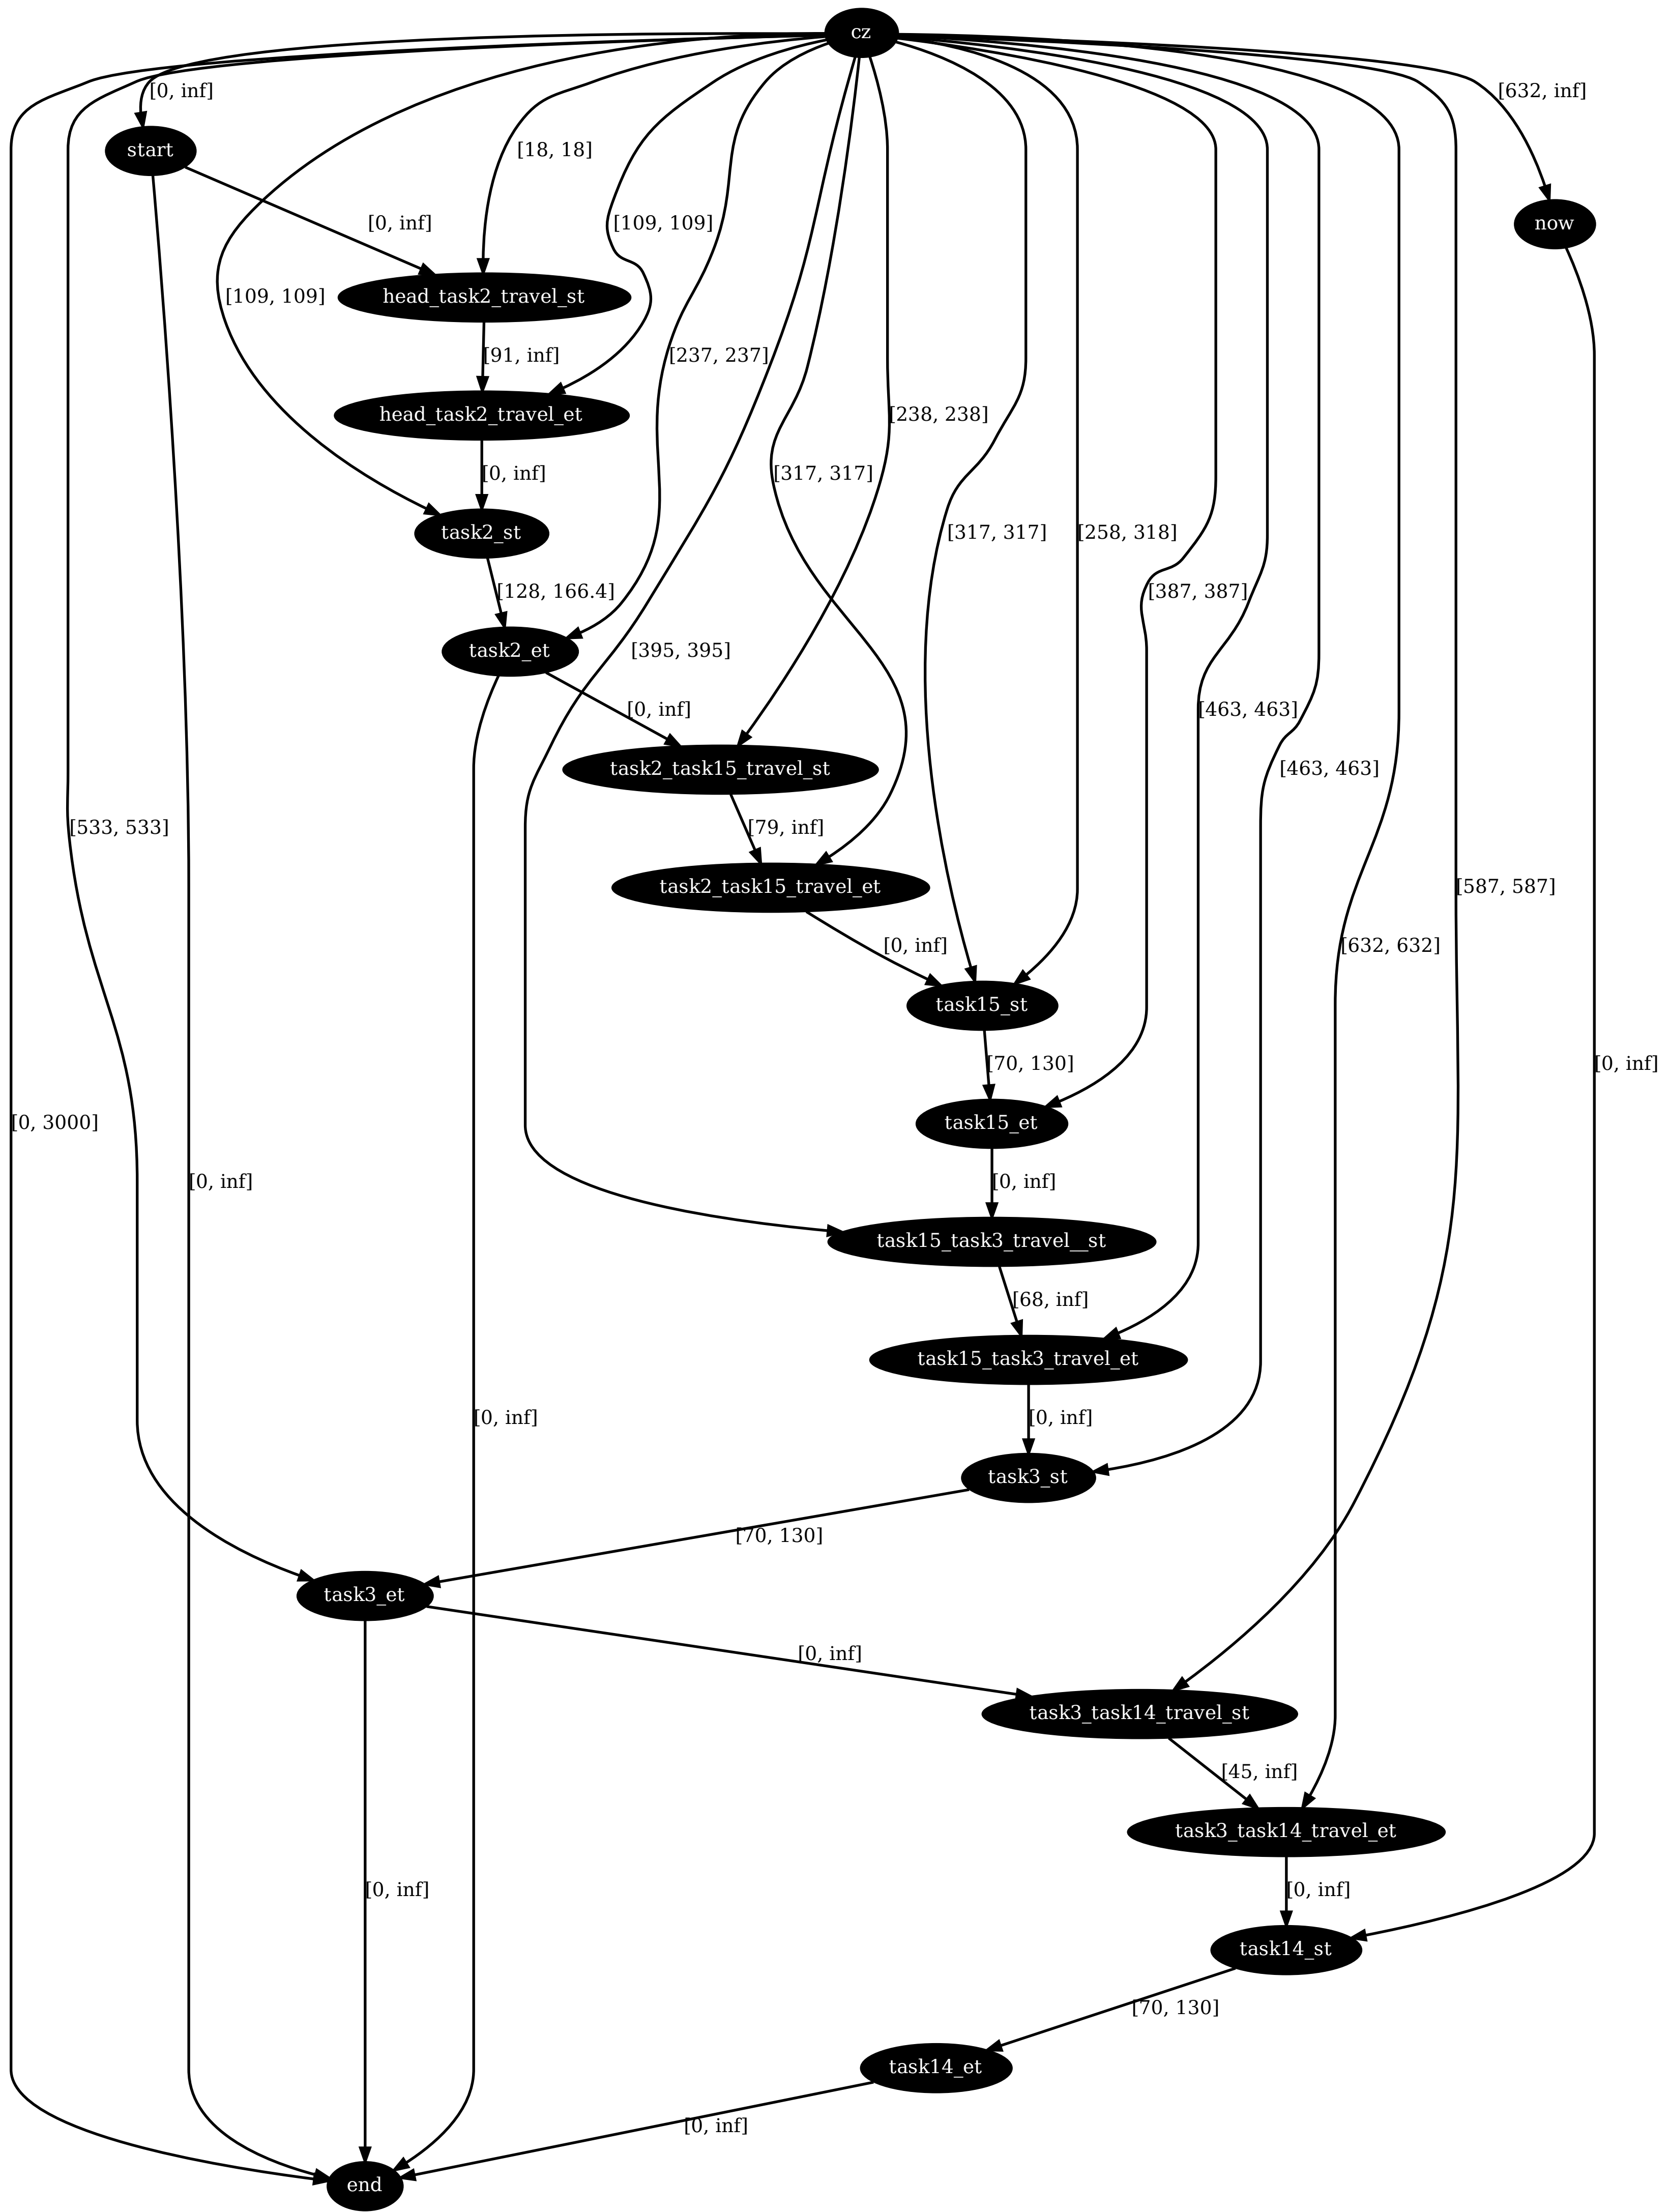 cz
[0, inf]
[632, inf]
start
[18, 18]
now
[0, inf]
[109, 109]
head_task2_travel_st
[109, 109]
[91, inf]
[237, 237]
head_task2_travel_et
[238, 238]
[0, inf]
[317, 317]
task2_st
[317, 317]
[258, 318]
[128, 166.4]
[387, 387]
task2_et
[395, 395]
[0, inf]
[463, 463]
task2_task15_travel_st
[463, 463]
[533, 533]
[79, inf]
task2_task15_travel_et
[587, 587]
[0, inf]
[632, 632]
task15_st
[70, 130]
[0, inf]
[0, 3000]
task15_et
[0, inf]
[0, inf]
task15_task3_travel__st
[68, inf]
task15_task3_travel_et
[0, inf]
[0, inf]
task3_st
[70, 130]
task3_et
[0, inf]
task3_task14_travel_st
[45, inf]
task3_task14_travel_et
[0, inf]
[0, inf]
task14_st
[70, 130]
task14_et
[0, inf]
end